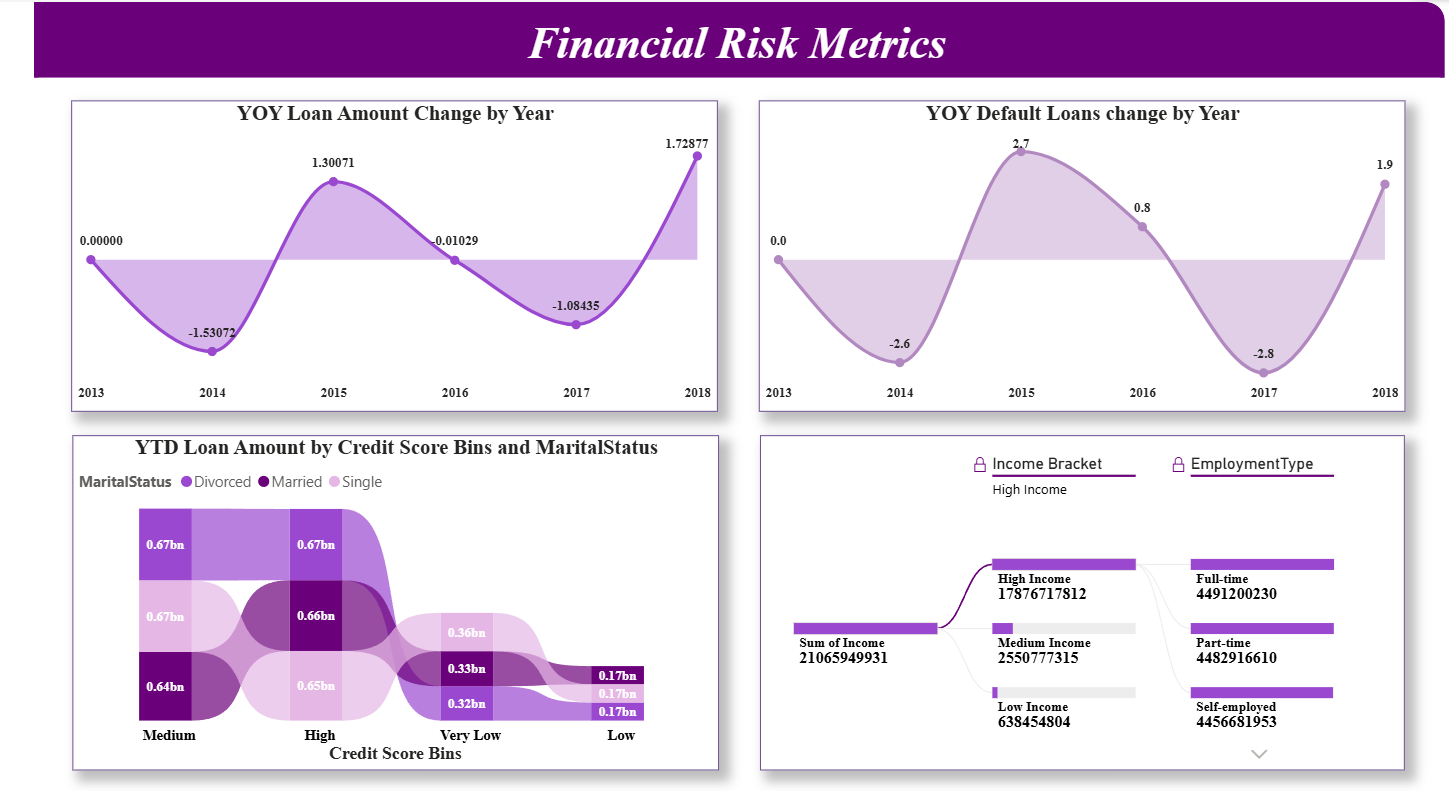 Financial Risk Metrics
YOY Loan Amount Change by Year
1.72877
1.30071
0.00000
-0.01029
-1.08435
-1.53072
2013 2014 2015 2016 2017 2018
YOY Default Loans change by Year
2.7
1.9
0.8
0.0
-2.6
-2.8
2013 2014 2015 2016 2017 2018
YTD Loan Amount by Credit Score Bins and MaritalStatus
MaritalStatus Divorced Married Single
0.67bn 0.67bn
0.67bn 0.66bn 0.36bn
0.64bn 0.65bn 0.33bn 0.17bn
0.32bn 0.17bn
0.17bn
Medium High Very Low Low
Credit Score Bins
Income Bracket EmploymentType
High Income
High Income Full-time
17876717812 4491200230
Sum of Income Medium Income Part-time
21065949931 2550777315 4482916610
Low Income Self-employed
638454804 4456681953